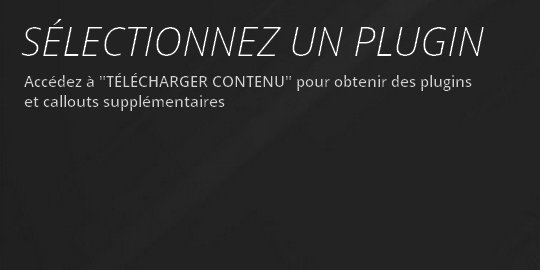 SÉLECTIONNEZ UN PLUGIN
Accédez à "TÉLÉCHARGER CONTENU" pour obtenir des plugins
et callouts supplémentaires